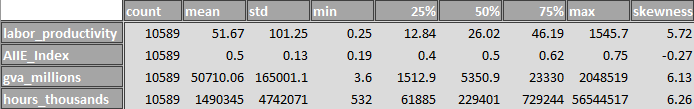 count mean std min 25% 50% 75% max skewness
labor_productivity 10589 51.67 101.25 0.25 12.84 26.02 46.19 1545.7 5.72
AIIE_Index 10589 0.5 0.13 0.19 0.4 0.5 0.62 0.75 -0.27
gva_millions 10589 50710.06 165001.1 3.6 1512.9 5350.9 23330 2048519 6.13
hours_thousands 10589 1490345 4742071 532 61885 229401 729244 56544517 6.26